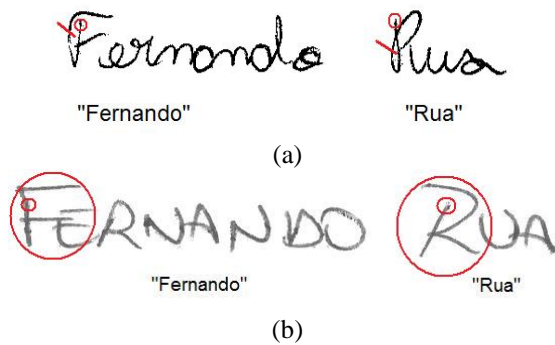 Fernando Rua
"Fernando" "Rua"
(a)
FERNANDO RUA
"Fernando" "Rua"
(b)